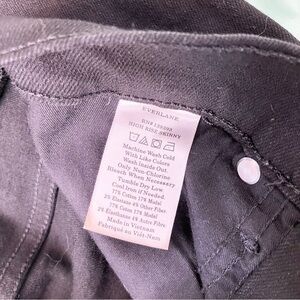 EVERLANE
HIGH RISE SKINNY
Machine Wash Cold
With Like Colors
Wash Inside Out
Only Non-Chlorine
Bleach When Necessary
Tumble Dry Low
Cool Iron if Needed.
Made in Vietnam
Fabriqué au Viêt-Nam